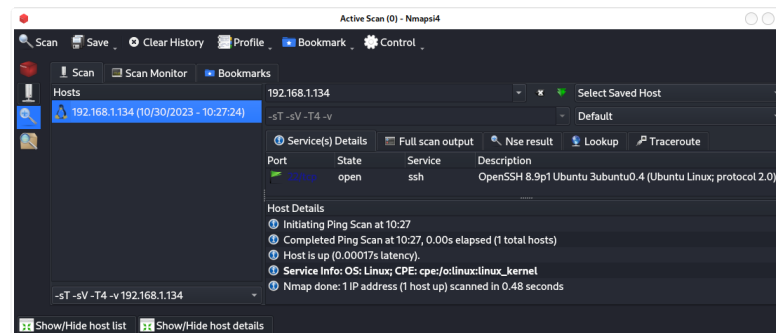 Active Scan (0) - Nmapsi4
Scan Save Clear History Profile Bookmark Control
Scan Scan Monitor Bookmarks
Hosts
192.168.1.134 (10/30/2023 - 10:27:24)
-sT -sV -T4 -v 192.168.1.134
192.168.1.134 Select Saved Host
-sT -sV -T4 -v Default
Service(s) Details Full scan output Nse result Lookup Traceroute
Port State Service Description
open ssh OpenSSH 8.9p1 Ubuntu 3ubuntu0.4 (Ubuntu Linux; protocol 2.0)
Host Details
Initiating Ping Scan at 10:27
Completed Ping Scan at 10:27, 0.00s elapsed (1 total hosts)
Host is up (0.00017s latency).
Service Info: OS: Linux; CPE: cpe:/o:linux:linux_kernel
Nmap done: 1 IP address (1 host up) scanned in 0.48 seconds
Show/Hide host list Show/Hide host details